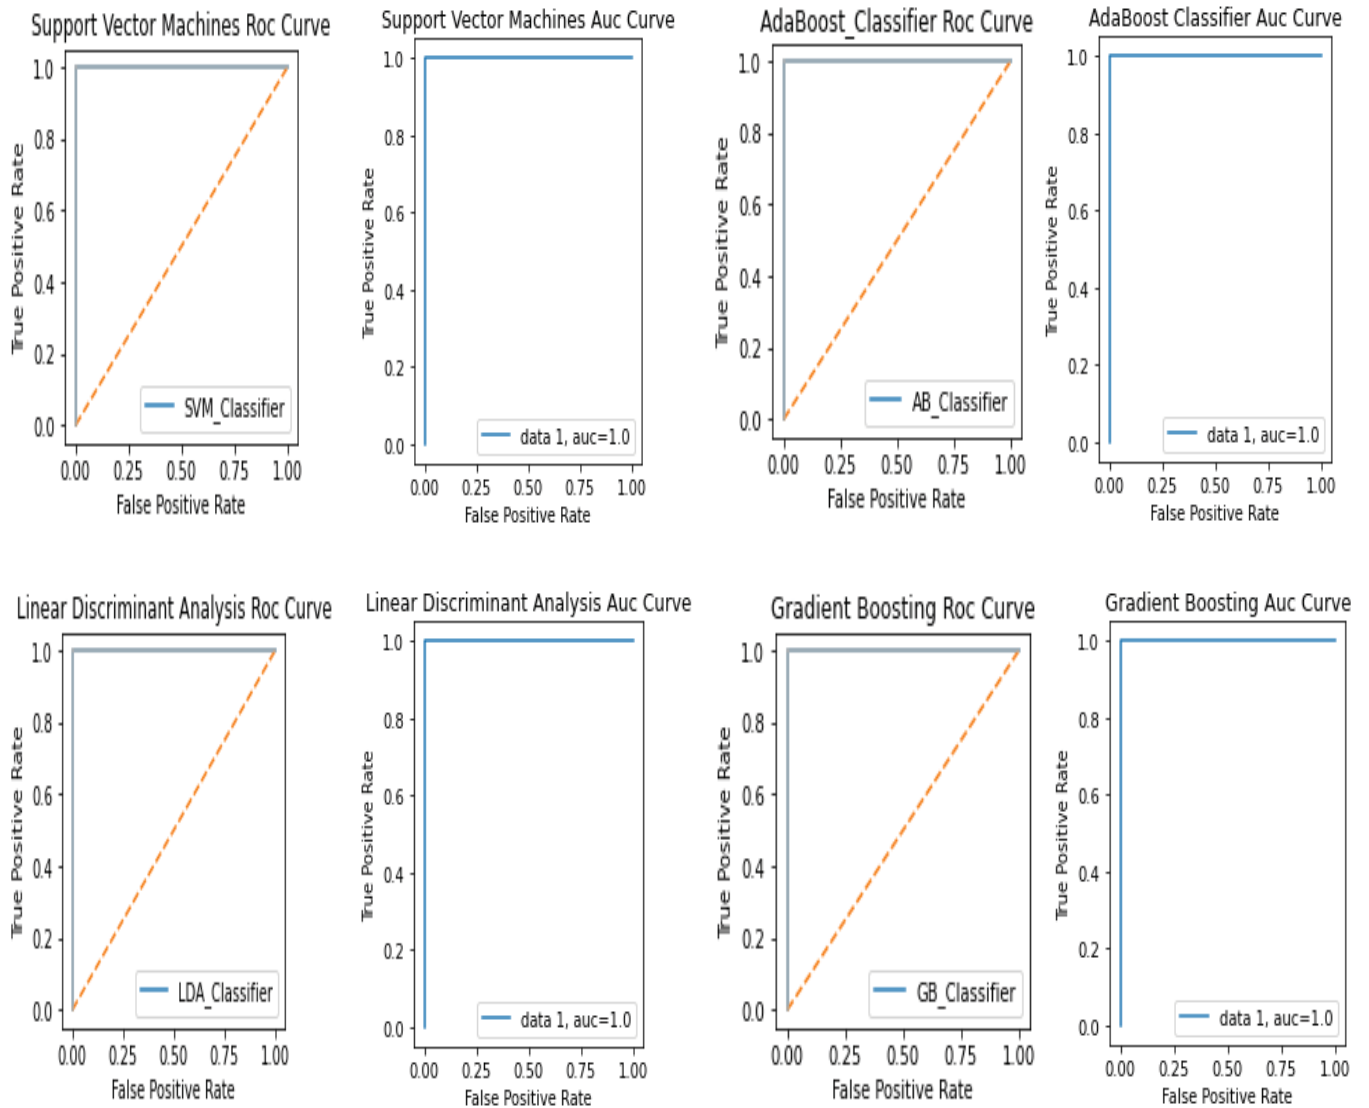 Support Vector Machines Roc Curve
True Positive Rate
1.0
0.8
0.6
0.4
0.2
0.0
SVM_Classifier
0.00 0.25 0.50 0.75 1.00
False Positive Rate
Support Vector Machines Auc Curve
True Positive Rate
1.0
0.8
0.6
0.4
0.2
0.0
data 1, auc=1.0
0.00 0.25 0.50 0.75 1.00
False Positive Rate
AdaBoost_Classifier Roc Curve
True Positive Rate
1.0
0.8
0.6
0.4
0.2
0.0
AB_Classifier
0.00 0.25 0.50 0.75 1.00
False Positive Rate
AdaBoost Classifier Auc Curve
True Positive Rate
1.0
0.8
0.6
0.4
0.2
0.0
data 1, auc=1.0
0.00 0.25 0.50 0.75 1.00
False Positive Rate
Linear Discriminant Analysis Roc Curve
True Positive Rate
1.0
0.8
0.6
0.4
0.2
0.0
LDA_Classifier
0.00 0.25 0.50 0.75 1.00
False Positive Rate
Linear Discriminant Analysis Auc Curve
True Positive Rate
1.0
0.8
0.6
0.4
0.2
0.0
data 1, auc=1.0
0.00 0.25 0.50 0.75 1.00
False Positive Rate
Gradient Boosting Roc Curve
True Positive Rate
1.0
0.8
0.6
0.4
0.2
0.0
GB_Classifier
0.00 0.25 0.50 0.75 1.00
False Positive Rate
Gradient Boosting Auc Curve
True Positive Rate
1.0
0.8
0.6
0.4
0.2
0.0
data 1, auc=1.0
0.00 0.25 0.50 0.75 1.00
False Positive Rate